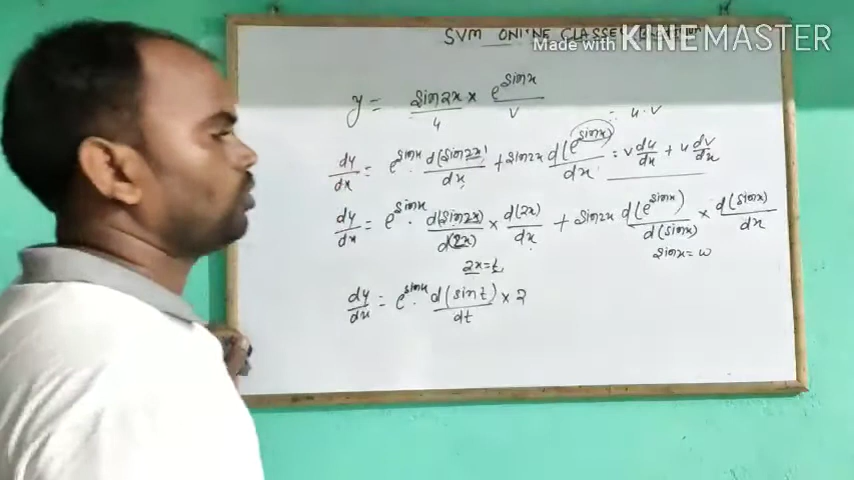 SVM ONLINE CLASSES
Made with KINEMASTER
y = sin2x × e^sinx
u v = u.v
dy/dx = e^sinx . d(sin2x)/dx + sin2x d(e^sinx)/dx = v du/dx + u dv/dx
dy/dx = e^sinx . d(sin2x)/d(2x) × d(2x)/dx + sin2x d(e^sinx)/d(sinx) × d(sinx)/dx
2x = t sinx = w
dy/dx = e^sinx . d(sint)/dt × 2